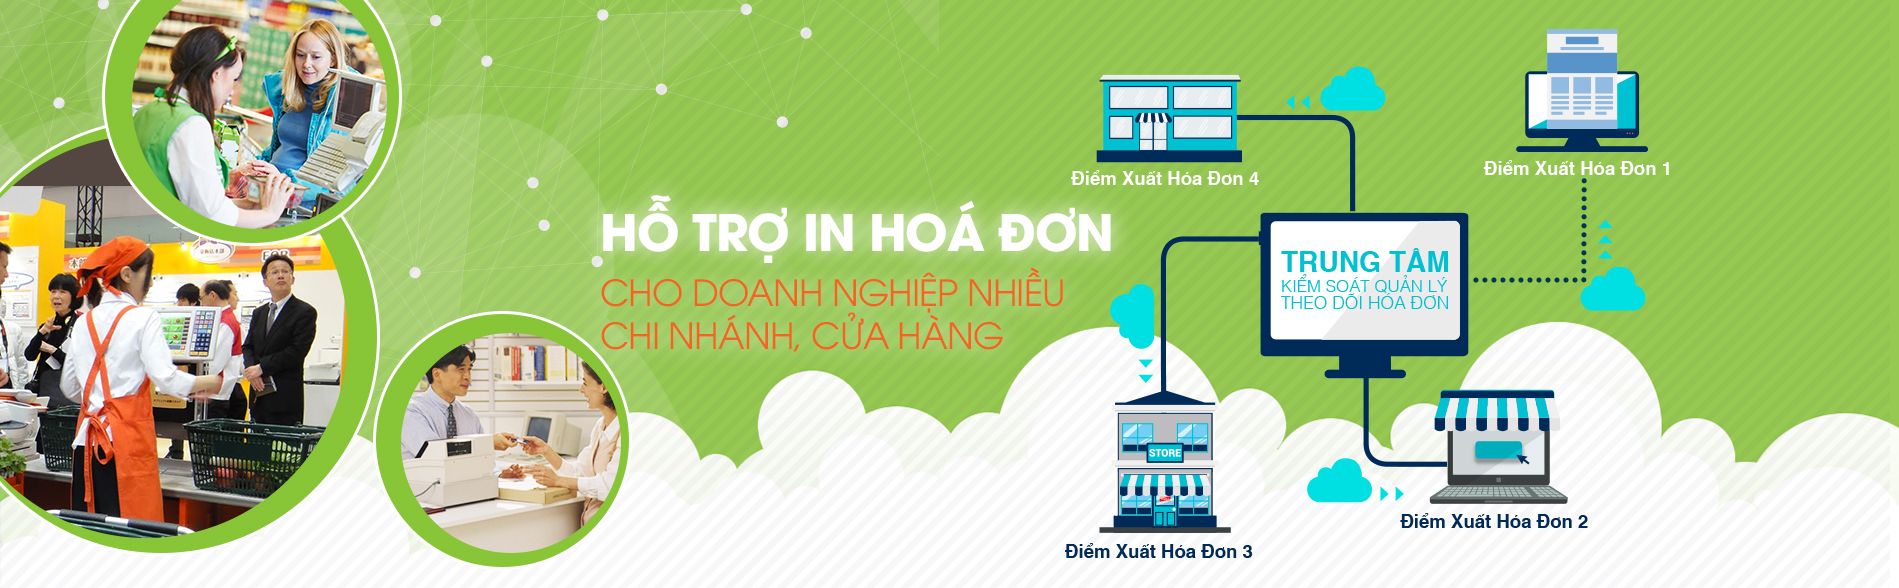 HỖ TRỢ IN HOÁ ĐƠN
CHO DOANH NGHIỆP NHIỀU
CHI NHÁNH, CỬA HÀNG
Điểm Xuất Hóa Đơn 4
Điểm Xuất Hóa Đơn 1
TRUNG TÂM
KIỂM SOÁT QUẢN LÝ
THEO DÕI HÓA ĐƠN
STORE
Điểm Xuất Hóa Đơn 2
Điểm Xuất Hóa Đơn 3